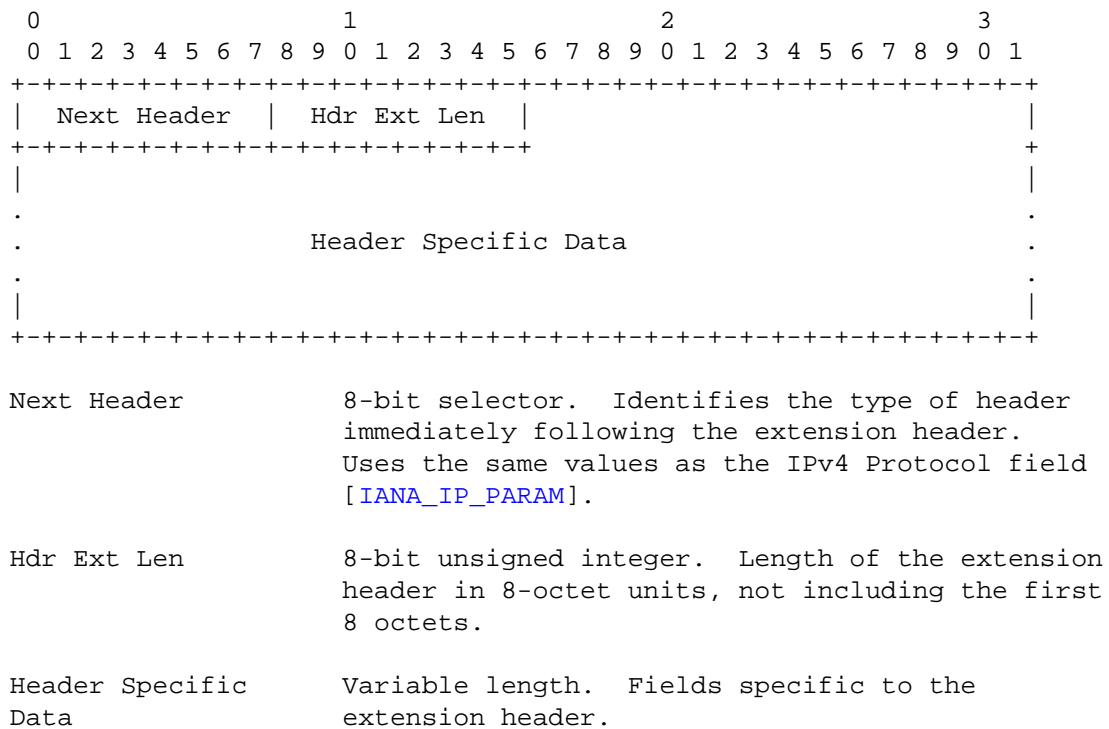 0                   1                   2                   3
 0 1 2 3 4 5 6 7 8 9 0 1 2 3 4 5 6 7 8 9 0 1 2 3 4 5 6 7 8 9 0 1
+-+-+-+-+-+-+-+-+-+-+-+-+-+-+-+-+-+-+-+-+-+-+-+-+-+-+-+-+-+-+-+-+
|  Next Header  |  Hdr Ext Len  |                               |
+-+-+-+-+-+-+-+-+-+-+-+-+-+-+-+-+                               +
|                                                               |
.                                                               .
.                  Header Specific Data                         .
.                                                               .
|                                                               |
+-+-+-+-+-+-+-+-+-+-+-+-+-+-+-+-+-+-+-+-+-+-+-+-+-+-+-+-+-+-+-+-+
Next Header          8-bit selector.  Identifies the type of header
                     immediately following the extension header.
                     Uses the same values as the IPv4 Protocol field
                     [IANA_IP_PARAM].
Hdr Ext Len          8-bit unsigned integer.  Length of the extension
                     header in 8-octet units, not including the first
                     8 octets.
Header Specific      Variable length.  Fields specific to the
Data                 extension header.